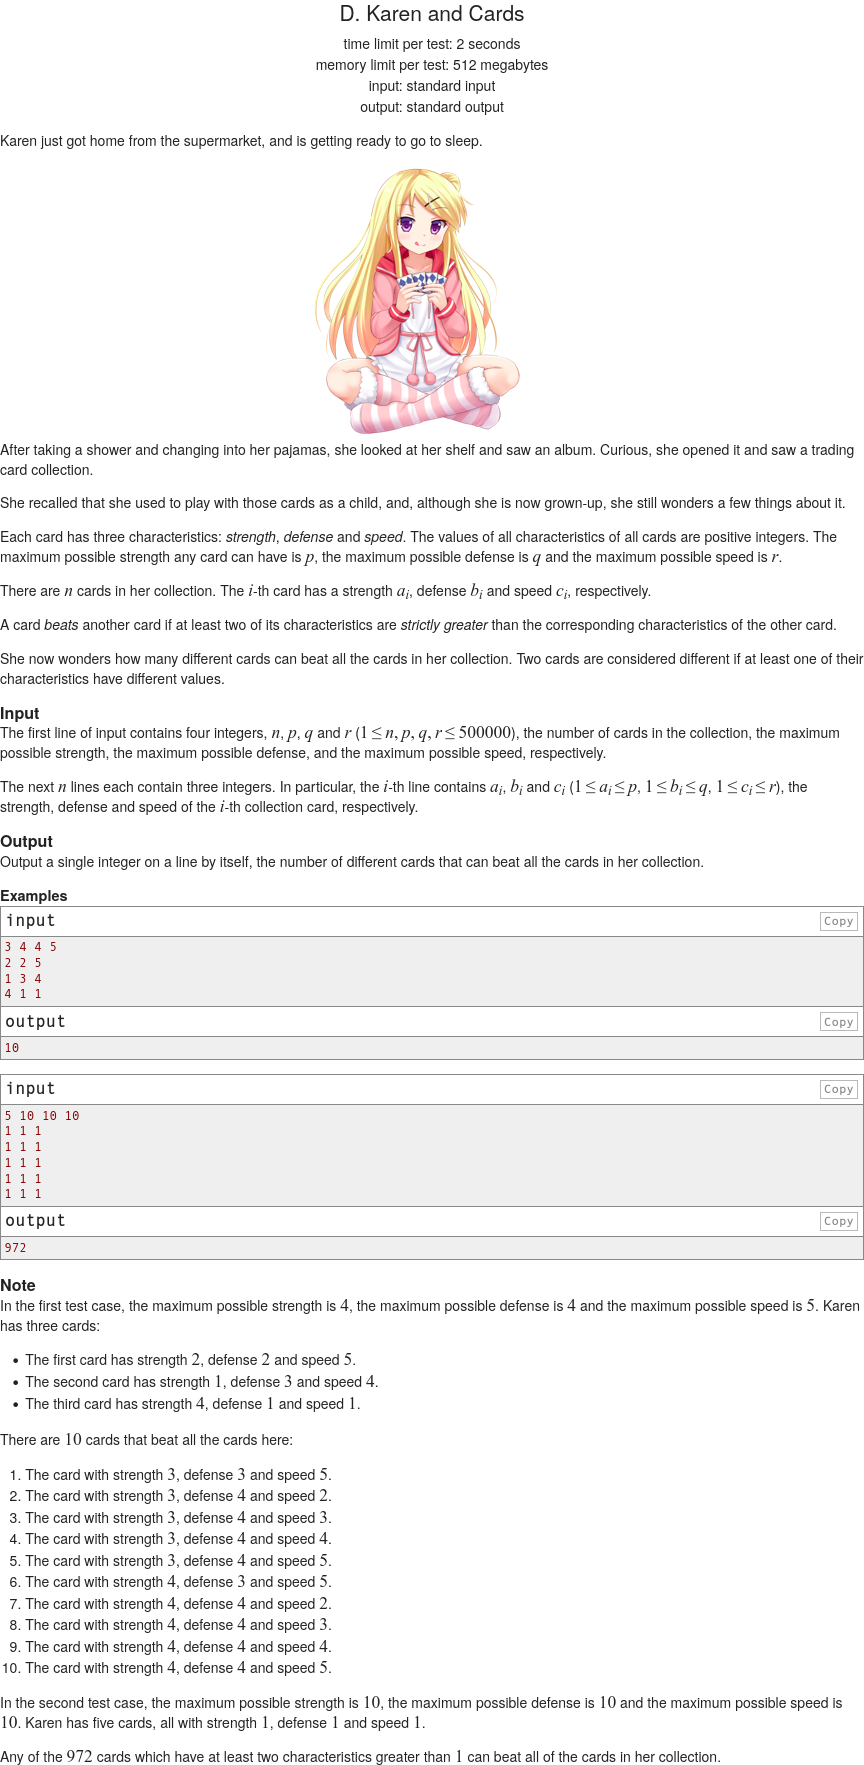 D. Karen and Cards
time limit per test: 2 seconds
memory limit per test: 512 megabytes
input: standard input
output: standard output
Karen just got home from the supermarket, and is getting ready to go to sleep.
After taking a shower and changing into her pajamas, she looked at her shelf and saw an album. Curious, she opened it and saw a trading
card collection.
She recalled that she used to play with those cards as a child, and, although she is now grown-up, she still wonders a few things about it.
Each card has three characteristics: strength, defense and speed. The values of all characteristics of all cards are positive integers. The
maximum possible strength any card can have is p, the maximum possible defense is q and the maximum possible speed is r.
There are n cards in her collection. The i-th card has a strength a_i, defense b_i and speed c_i, respectively.
A card beats another card if at least two of its characteristics are strictly greater than the corresponding characteristics of the other card.
She now wonders how many different cards can beat all the cards in her collection. Two cards are considered different if at least one of their
characteristics have different values.
Input
The first line of input contains four integers, n, p, q and r (1 ≤ n, p, q, r ≤ 500000), the number of cards in the collection, the maximum
possible strength, the maximum possible defense, and the maximum possible speed, respectively.
The next n lines each contain three integers. In particular, the i-th line contains a_i, b_i and c_i (1 ≤ a_i ≤ p, 1 ≤ b_i ≤ q, 1 ≤ c_i ≤ r), the
strength, defense and speed of the i-th collection card, respectively.
Output
Output a single integer on a line by itself, the number of different cards that can beat all the cards in her collection.
Examples
input Copy
3 4 4 5
2 2 5
1 3 4
4 1 1
output Copy
10
input Copy
5 10 10 10
1 1 1
1 1 1
1 1 1
1 1 1
1 1 1
output Copy
972
Note
In the first test case, the maximum possible strength is 4, the maximum possible defense is 4 and the maximum possible speed is 5. Karen
has three cards:
• The first card has strength 2, defense 2 and speed 5.
• The second card has strength 1, defense 3 and speed 4.
• The third card has strength 4, defense 1 and speed 1.
There are 10 cards that beat all the cards here:
1. The card with strength 3, defense 3 and speed 5.
2. The card with strength 3, defense 4 and speed 2.
3. The card with strength 3, defense 4 and speed 3.
4. The card with strength 3, defense 4 and speed 4.
5. The card with strength 3, defense 4 and speed 5.
6. The card with strength 4, defense 3 and speed 5.
7. The card with strength 4, defense 4 and speed 2.
8. The card with strength 4, defense 4 and speed 3.
9. The card with strength 4, defense 4 and speed 4.
10. The card with strength 4, defense 4 and speed 5.
In the second test case, the maximum possible strength is 10, the maximum possible defense is 10 and the maximum possible speed is
10. Karen has five cards, all with strength 1, defense 1 and speed 1.
Any of the 972 cards which have at least two characteristics greater than 1 can beat all of the cards in her collection.